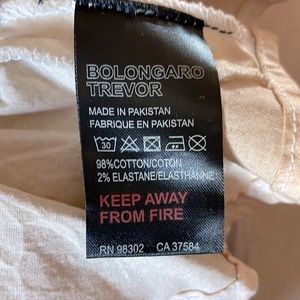 BOLONGARO
TREVOR
MADE IN PAKISTAN
FABRIQUE EN PAKISTAN
30
98%COTTON/COTON
2% ELASTANE/ELASTHANNE
KEEP AWAY
FROM FIRE
RN 98302 CA 37584